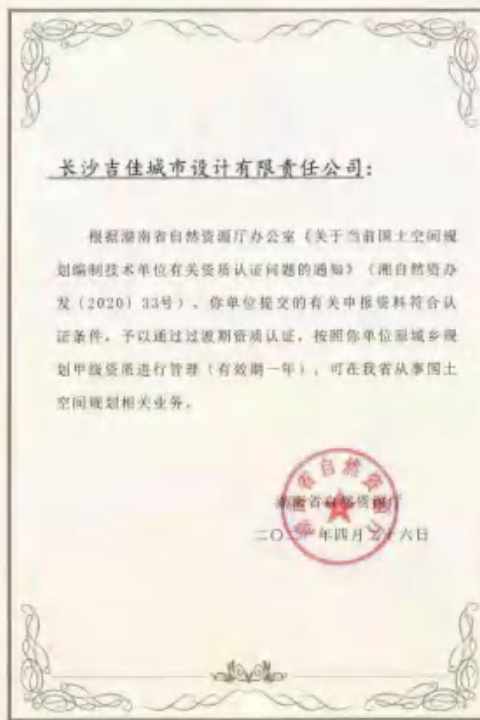 长沙吉佳城市设计有限责任公司：
根据湖南省自然资源厅办公室《关于当前国土空间规
划编制技术单位有关资质认证问题的通知》（湘自然资办
发〔2020〕33号），你单位提交的有关申报资料符合认
证条件，予以通过过渡期资质认证，按照你单位原城乡规
划甲级资质进行管理（有效期一年），可在我省从事国土
空间规划相关业务。
湖南省自然资源厅
年四月二十六日